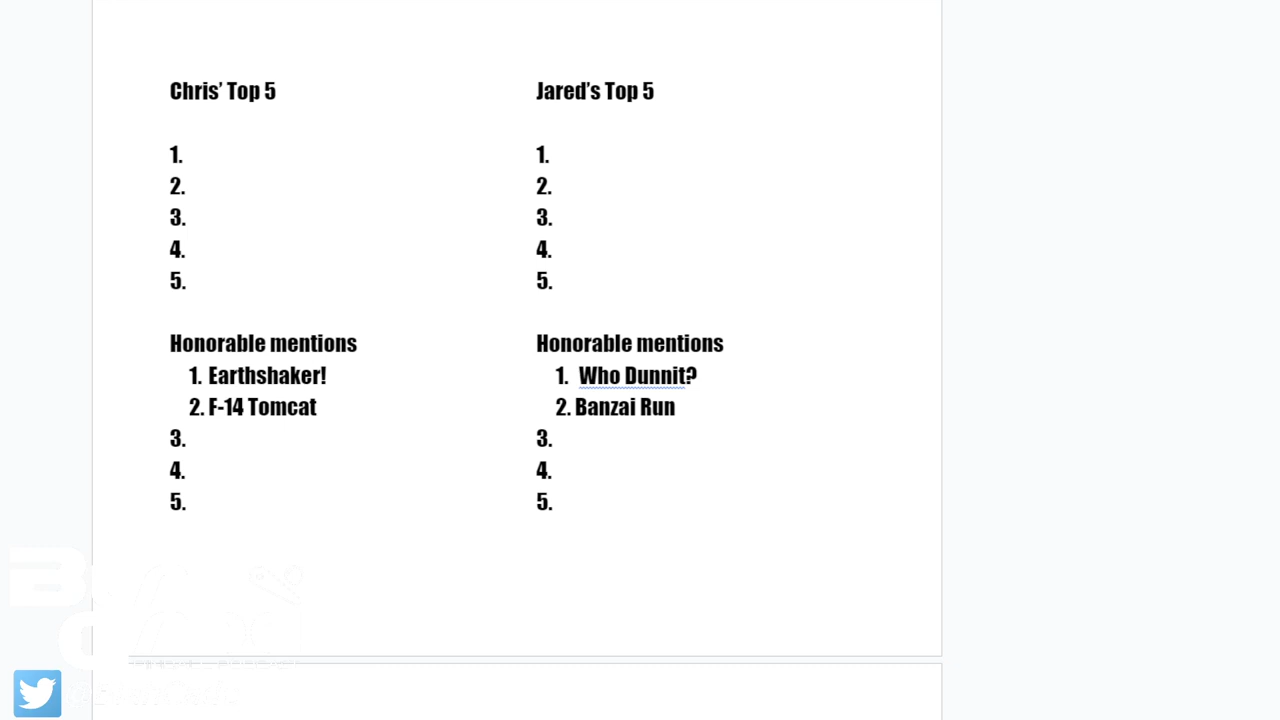 Chris’ Top 5
1.
2.
3.
4.
5.
Honorable mentions
1. Earthshaker!
2. F-14 Tomcat
3.
4.
5.
Jared’s Top 5
1.
2.
3.
4.
5.
Honorable mentions
1. Who Dunnit?
2. Banzai Run
3.
4.
5.